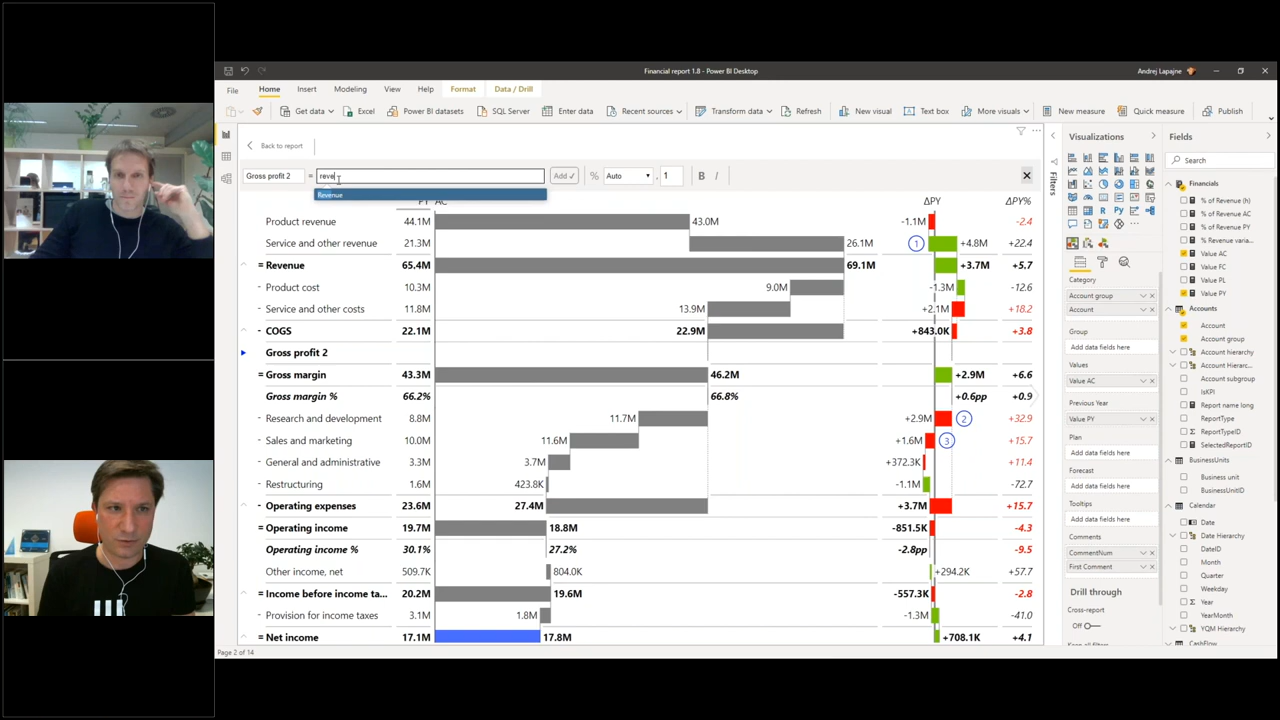 Financial report 1.8 - Power BI Desktop
Andrej Lapajne
File Home Insert Modeling View Help Format Data / Drill
Get data Excel Power BI datasets SQL Server Enter data Recent sources Transform data Refresh New visual Text box More visuals New measure Quick measure Publish
Back to report
Gross profit 2 = reve Add ✓ % Auto . 1 B I
Revenue
PY AC ΔPY ΔPY%
Product revenue 44.1M 43.0M -1.1M -2.4
Service and other revenue 21.3M 26.1M 1 +4.8M +22.4
= Revenue 65.4M 69.1M +3.7M +5.7
- Product cost 10.3M 9.0M -1.3M -12.6
- Service and other costs 11.8M 13.9M +2.1M +18.2
- COGS 22.1M 22.9M +843.0K +3.8
Gross profit 2
= Gross margin 43.3M 46.2M +2.9M +6.6
Gross margin % 66.2% 66.8% +0.6pp +0.9
- Research and development 8.8M 11.7M +2.9M 2 +32.9
- Sales and marketing 10.0M 11.6M +1.6M 3 +15.7
- General and administrative 3.3M 3.7M +372.3K +11.4
- Restructuring 1.6M 423.8K -1.1M -72.7
- Operating expenses 23.6M 27.4M +3.7M +15.7
= Operating income 19.7M 18.8M -851.5K -4.3
Operating income % 30.1% 27.2% -2.8pp -9.5
Other income, net 509.7K 804.0K +294.2K +57.7
= Income before income ta... 20.2M 19.6M -557.3K -2.8
- Provision for income taxes 3.1M 1.8M -1.3M -41.0
= Net income 17.1M 17.8M +708.1K +4.1
Page 2 of 14
Filters
Visualizations
Category
Account group
Account
Group
Add data fields here
Values
Value AC
Previous Year
Value PY
Plan
Add data fields here
Forecast
Add data fields here
Tooltips
Add data fields here
Comments
CommentNum
First Comment
Drill through
Cross-report
Off
Keep all filters
Fields
Search
Financials
% of Revenue (h)
% of Revenue AC
% of Revenue PY
% Revenue varia...
Value AC
Value FC
Value PL
Value PY
Accounts
Account
Account group
Account hierarchy
Account Hierarc...
Account subgroup
IsKPI
Report name long
ReportType
ReportTypeID
SelectedReportID
BusinessUnits
Business unit
BusinessUnitID
Calendar
Date
Date Hierarchy
DateID
Month
Quarter
Weekday
Year
YearMonth
YQM Hierarchy
CashFlow